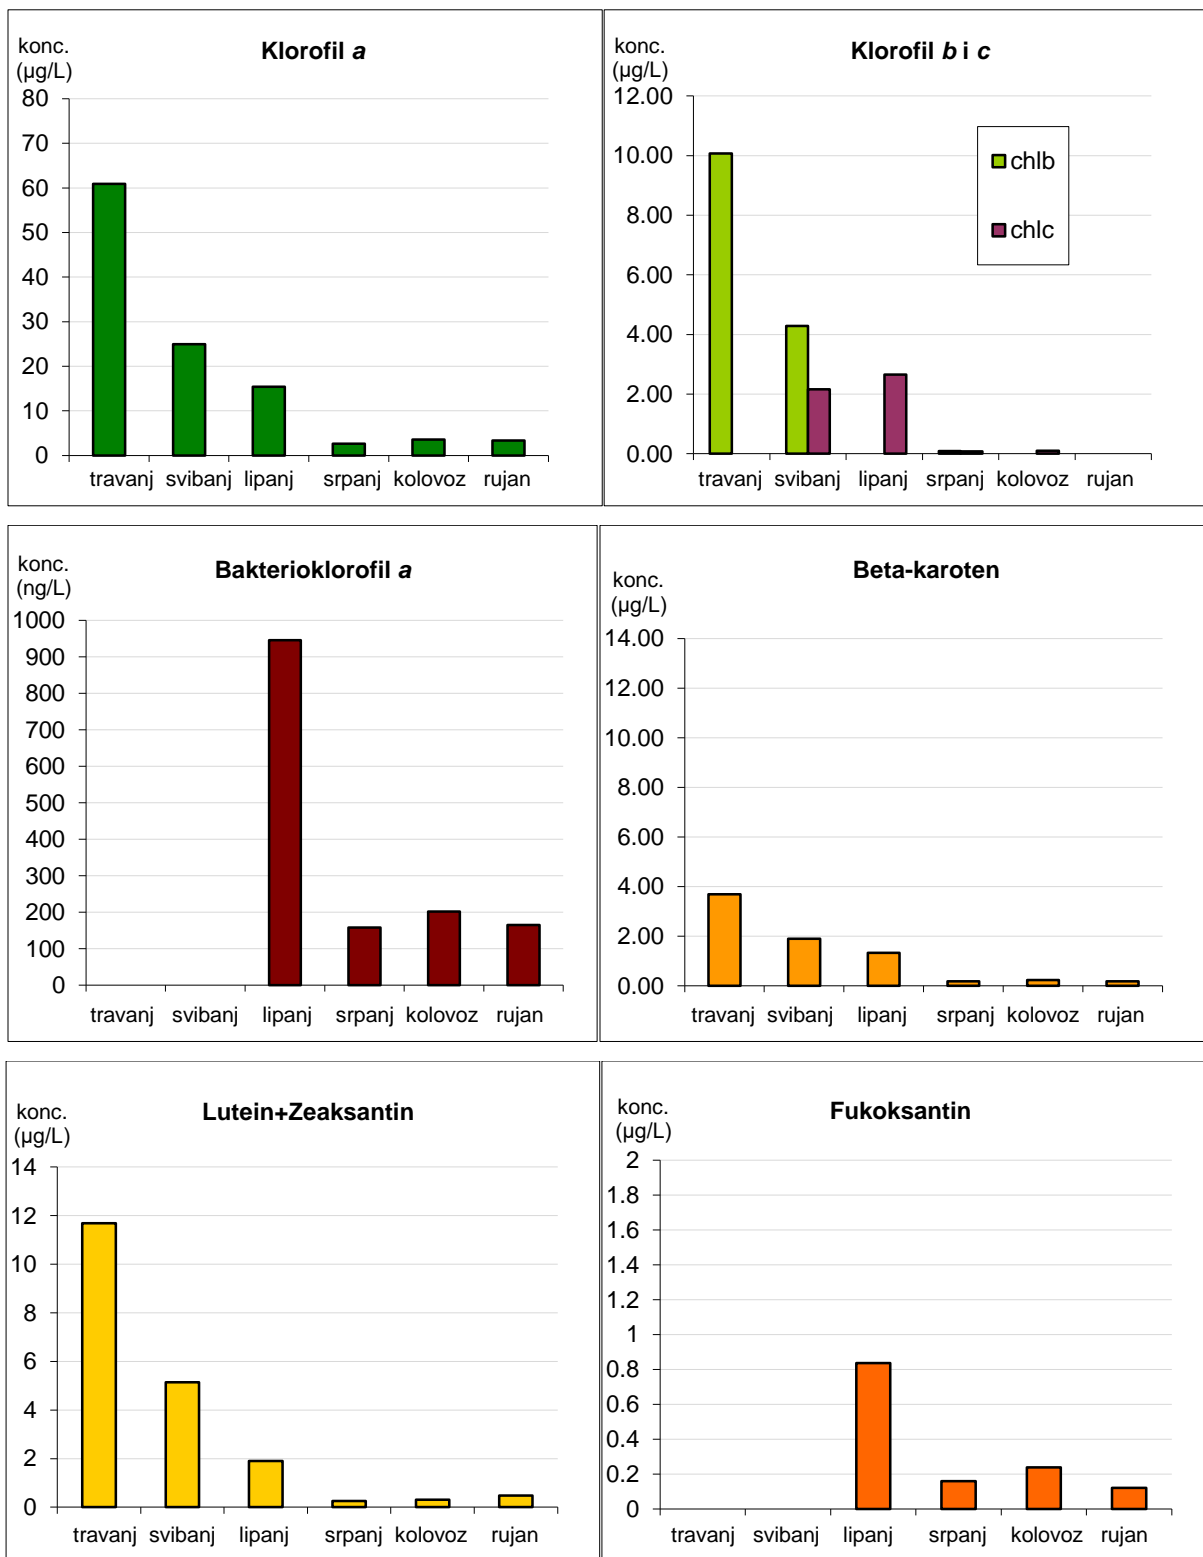 Klorofil a
konc.
(µg/L)
80
70
60
50
40
30
20
10
0
travanj svibanj lipanj srpanj kolovoz rujan
Klorofil b i c
konc.
(µg/L)
12.00
10.00
8.00
6.00
4.00
2.00
0.00
chlb
chlc
travanj svibanj lipanj srpanj kolovoz rujan
Bakterioklorofil a
konc.
(ng/L)
1000
900
800
700
600
500
400
300
200
100
0
travanj svibanj lipanj srpanj kolovoz rujan
Beta-karoten
konc.
(µg/L)
14.00
12.00
10.00
8.00
6.00
4.00
2.00
0.00
travanj svibanj lipanj srpanj kolovoz rujan
Lutein+Zeaksantin
konc.
(µg/L)
14
12
10
8
6
4
2
0
travanj svibanj lipanj srpanj kolovoz rujan
Fukoksantin
konc.
(µg/L)
2
1.8
1.6
1.4
1.2
1
0.8
0.6
0.4
0.2
0
travanj svibanj lipanj srpanj kolovoz rujan